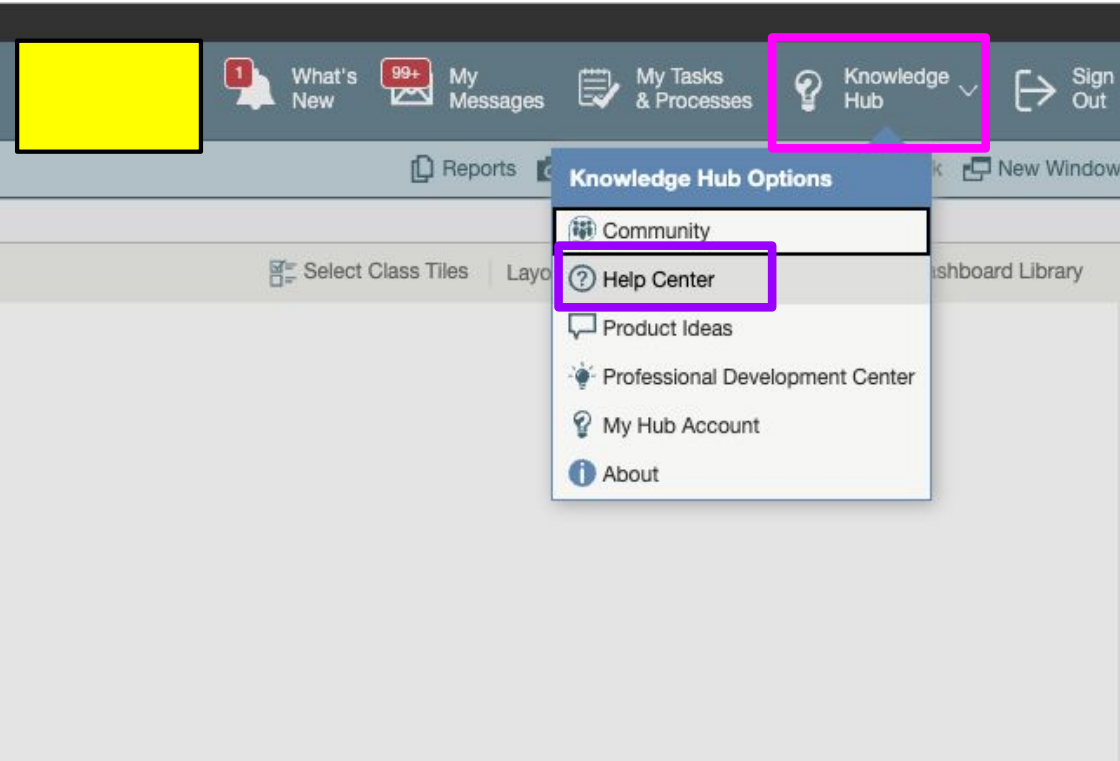 1
What's
New
99+
My
Messages
My Tasks
& Processes
Knowledge
Hub
Sign
Out
Reports
New Window
Knowledge Hub Options
Community
Select Class Tiles
Help Center
Library
Product Ideas
Professional Development Center
My Hub Account
About